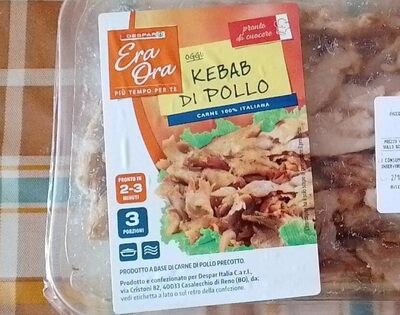 DESPAR
Era
Ora
PIÙ TEMPO PER TE
pronto
da cuocere
OGGI:
KEBAB
DI POLLO
CARNE 100% ITALIANA
PRONTO IN
2-3
MINUTI
3
PORZIONI
PRODOTTO A BASE DI CARNE DI POLLO PRECOTTO.
Prodotto e confezionato per Despar Italia C.a r.l.,
via Cristoni 82, 40033 Casalecchio di Reno (BO), da:
vedi etichetta a lato o sul retro della confezione.